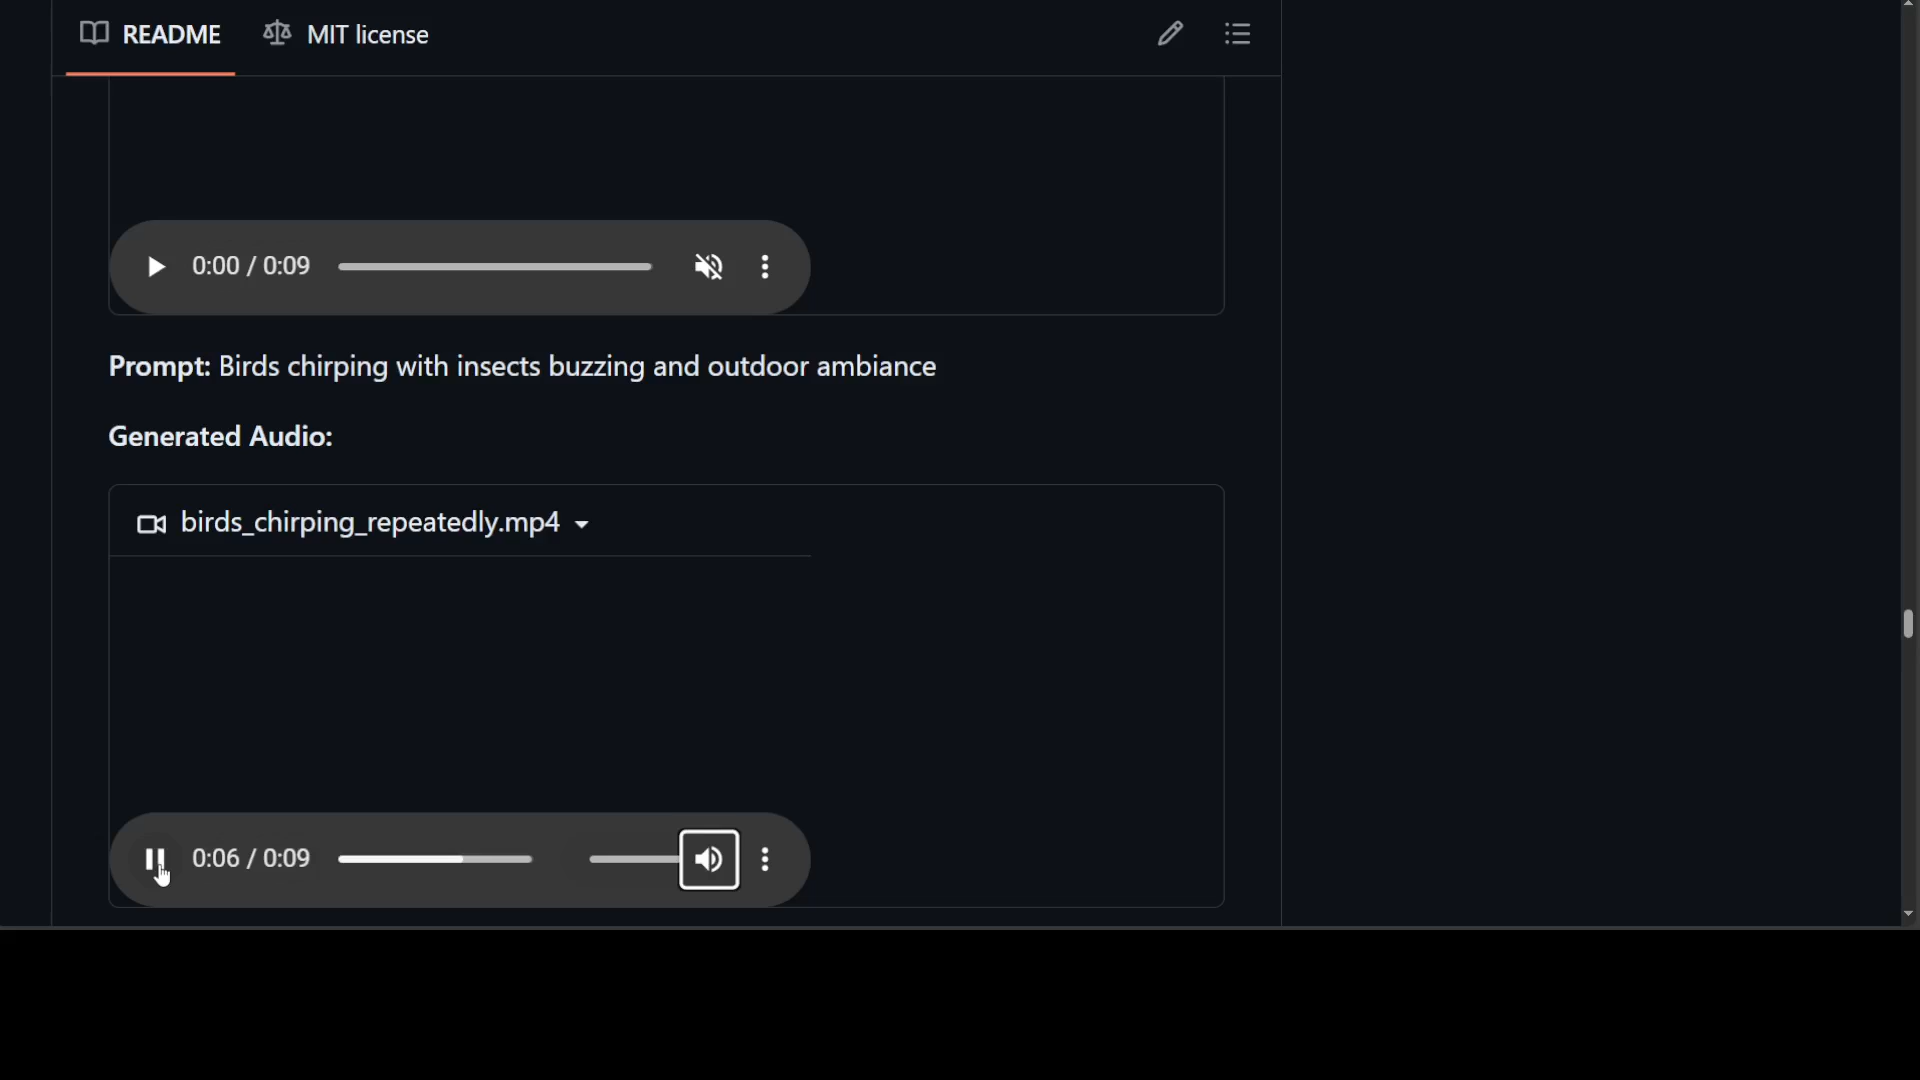 README
MIT license
0:00 / 0:09
Prompt: Birds chirping with insects buzzing and outdoor ambiance
Generated Audio:
birds_chirping_repeatedly.mp4
0:06 / 0:09